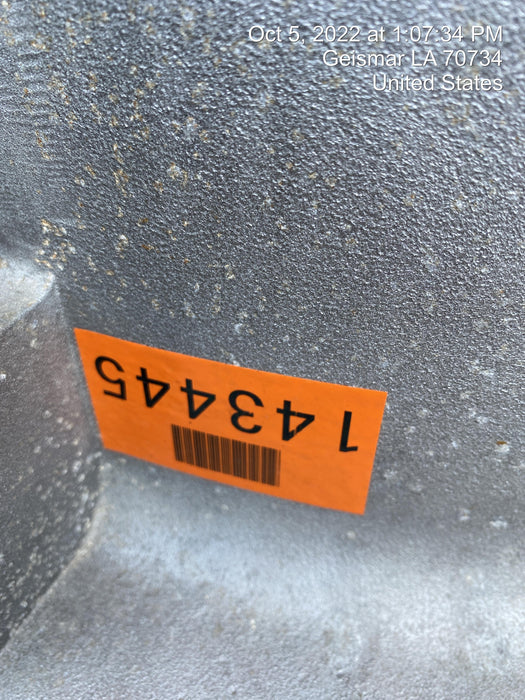 Oct 5, 2022 at 1:07:34 PM
Geismar LA 70734
United States
143445